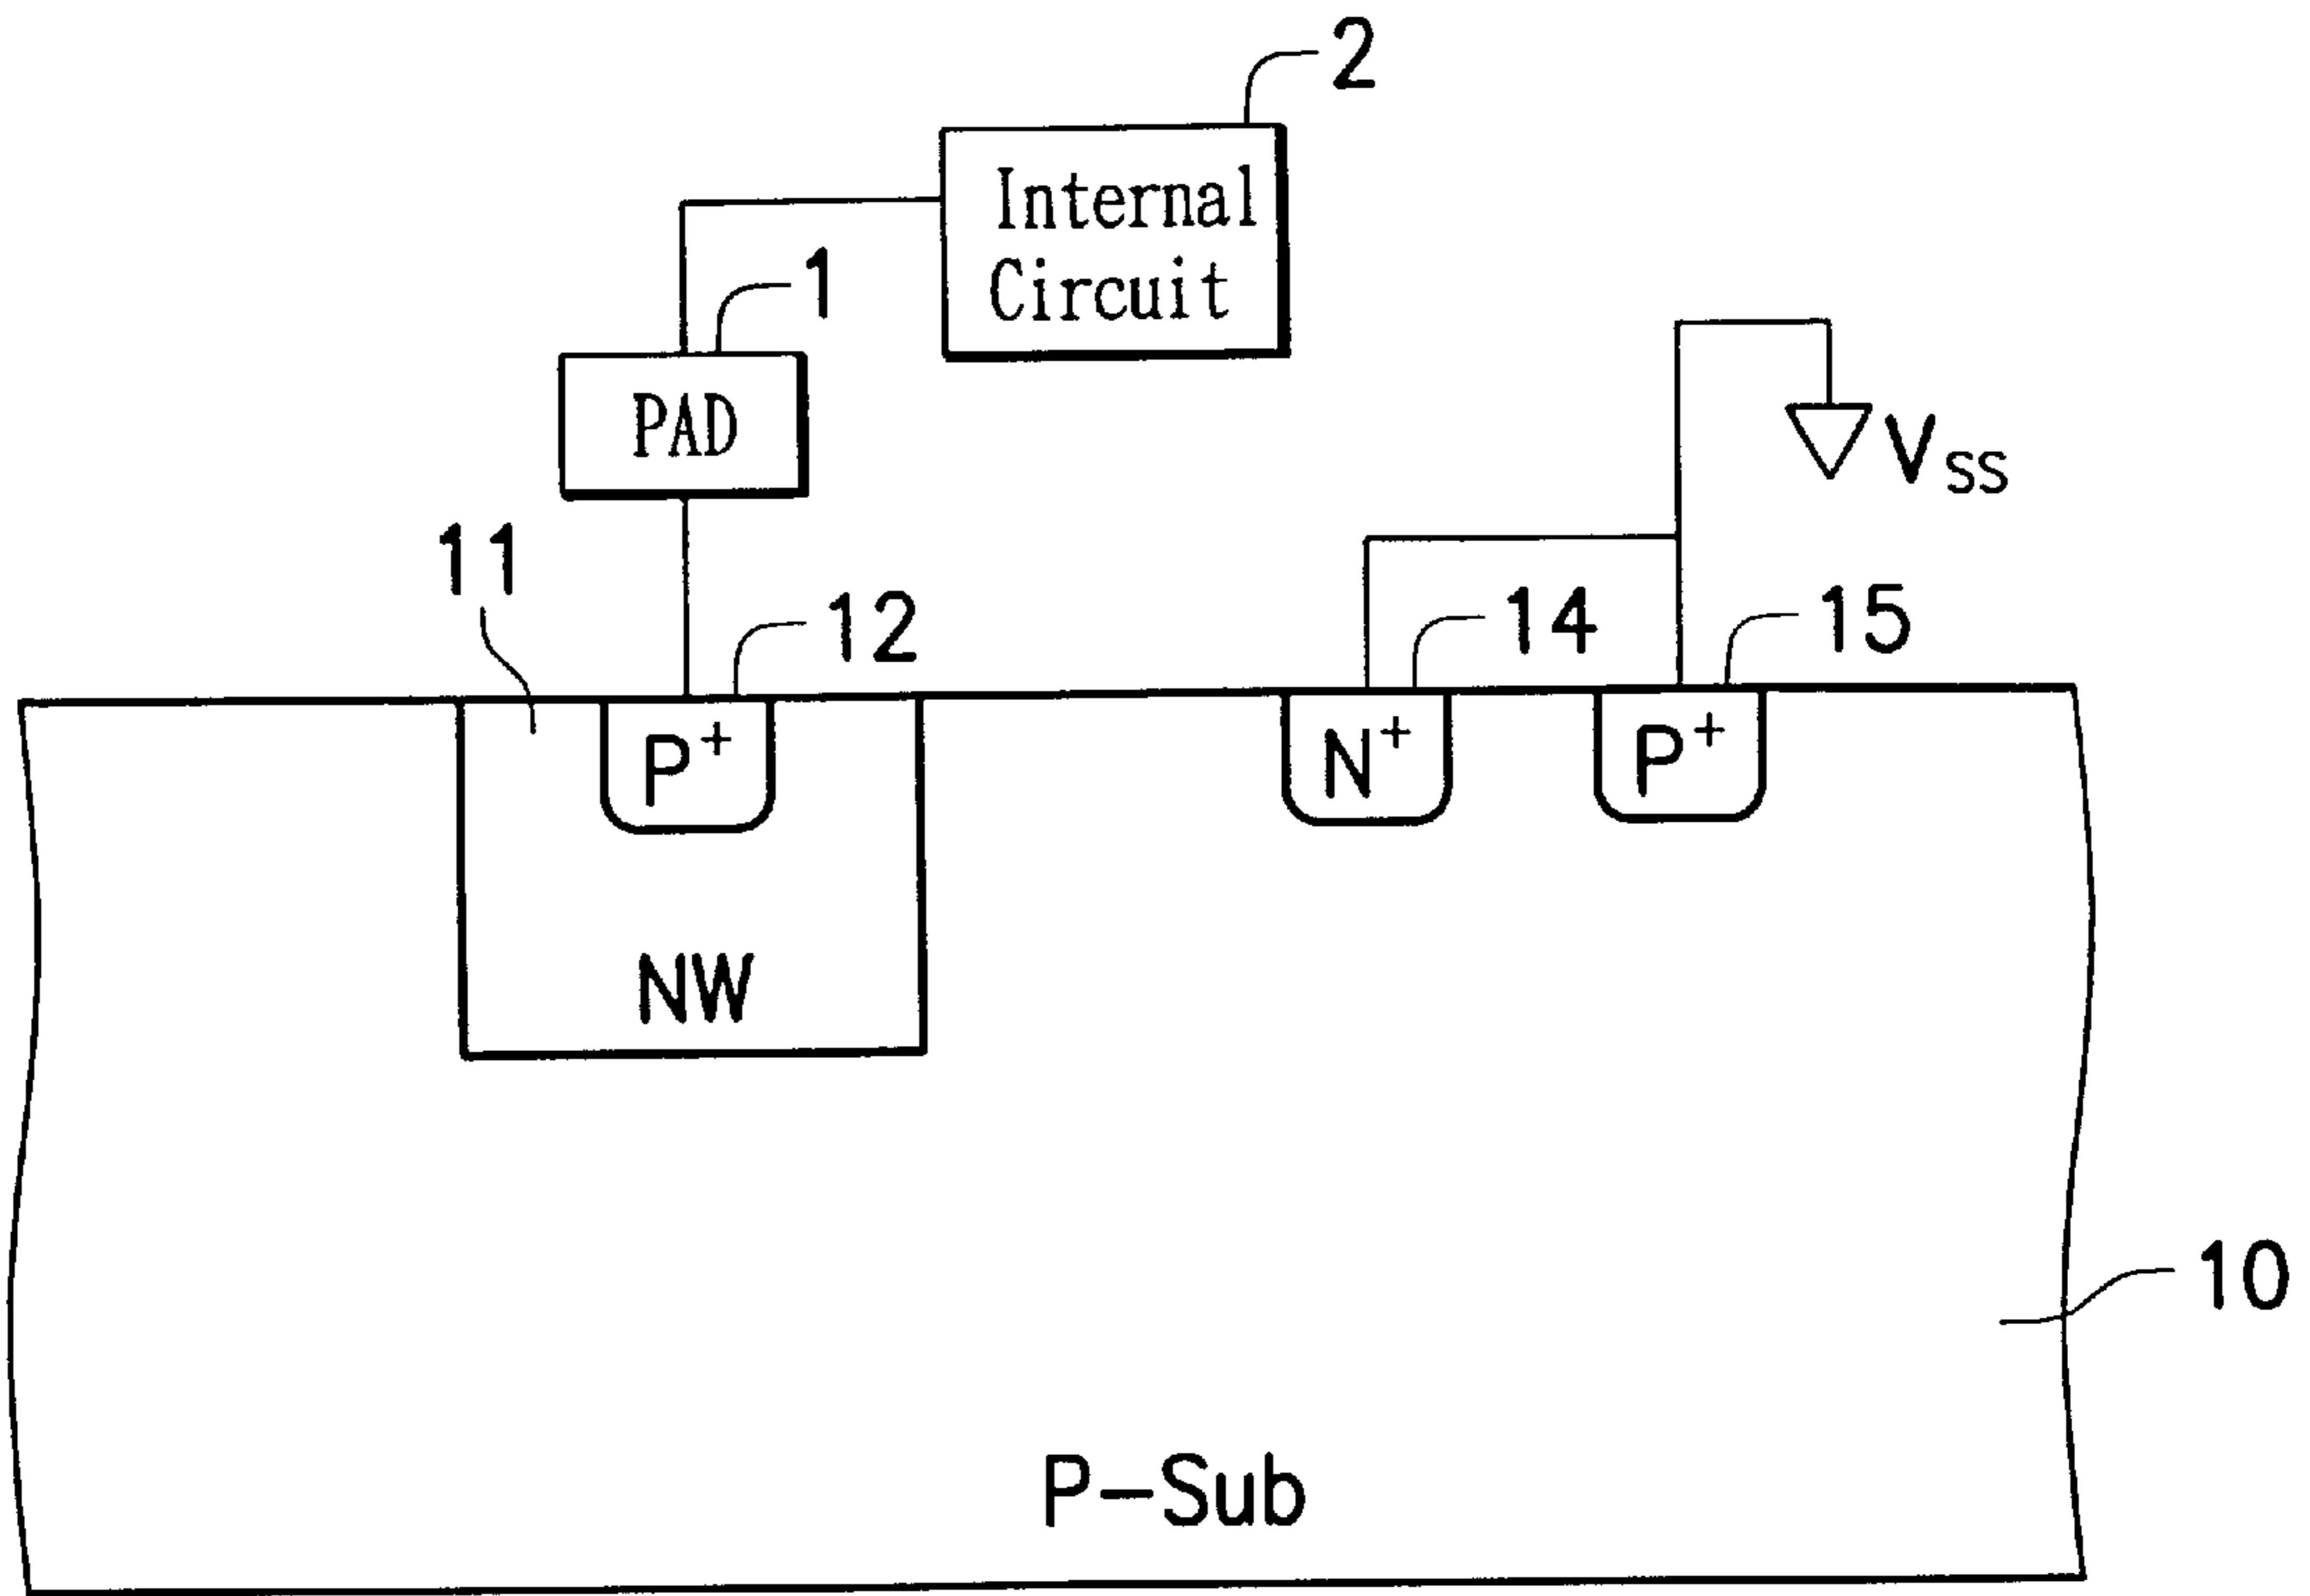 2
Internal
Circuit
1
PAD
VSS
11
12
14
15
P+
N+
P+
NW
10
P-Sub